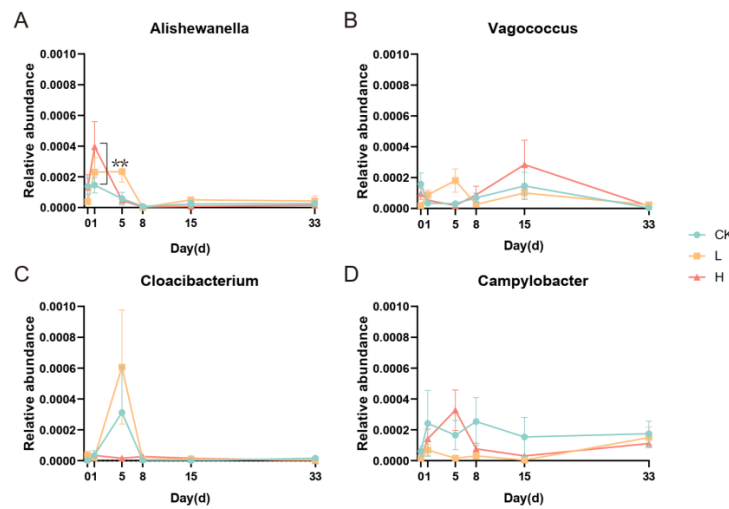 A
Alishewanella
Relative abundance
0.0010
0.0008
0.0006
0.0004
0.0002
0.0000
**
01 5 8 15 33
Day(d)
B
Vagococcus
Relative abundance
0.0010
0.0008
0.0006
0.0004
0.0002
0.0000
01 5 8 15 33
Day(d)
CK
L
H
C
Cloacibacterium
Relative abundance
0.0010
0.0008
0.0006
0.0004
0.0002
0.0000
01 5 8 15 33
Day(d)
D
Campylobacter
Relative abundance
0.0010
0.0008
0.0006
0.0004
0.0002
0.0000
01 5 8 15 33
Day(d)